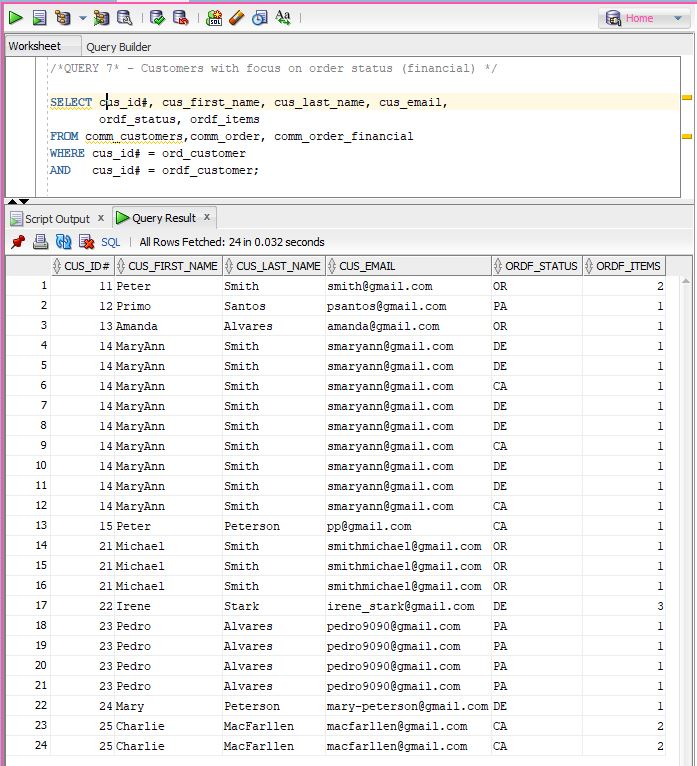 Home
Worksheet Query Builder
/*QUERY 7* - Customers with focus on order status (financial) */
SELECT cus_id#, cus_first_name, cus_last_name, cus_email,
ordf_status, ordf_items
FROM comm_customers,comm_order, comm_order_financial
WHERE cus_id# = ord_customer
AND cus_id# = ordf_customer;
Script Output x Query Result x
SQL | All Rows Fetched: 24 in 0.032 seconds
CUS_ID# CUS_FIRST_NAME CUS_LAST_NAME CUS_EMAIL ORDF_STATUS ORDF_ITEMS
1 11 Peter Smith smith@gmail.com OR 2
2 12 Primo Santos psantos@gmail.com PA 1
3 13 Amanda Alvares amanda@gmail.com OR 1
4 14 MaryAnn Smith smaryann@gmail.com DE 1
5 14 MaryAnn Smith smaryann@gmail.com DE 1
6 14 MaryAnn Smith smaryann@gmail.com CA 1
7 14 MaryAnn Smith smaryann@gmail.com DE 1
8 14 MaryAnn Smith smaryann@gmail.com DE 1
9 14 MaryAnn Smith smaryann@gmail.com CA 1
10 14 MaryAnn Smith smaryann@gmail.com DE 1
11 14 MaryAnn Smith smaryann@gmail.com DE 1
12 14 MaryAnn Smith smaryann@gmail.com CA 1
13 15 Peter Peterson pp@gmail.com CA 1
14 21 Michael Smith smithmichael@gmail.com OR 1
15 21 Michael Smith smithmichael@gmail.com OR 1
16 21 Michael Smith smithmichael@gmail.com OR 1
17 22 Irene Stark irene_stark@gmail.com DE 3
18 23 Pedro Alvares pedro9090@gmail.com PA 1
19 23 Pedro Alvares pedro9090@gmail.com PA 1
20 23 Pedro Alvares pedro9090@gmail.com PA 1
21 23 Pedro Alvares pedro9090@gmail.com PA 1
22 24 Mary Peterson mary-peterson@gmail.com DE 1
23 25 Charlie MacFarllen macfarllen@gmail.com CA 2
24 25 Charlie MacFarllen macfarllen@gmail.com CA 2